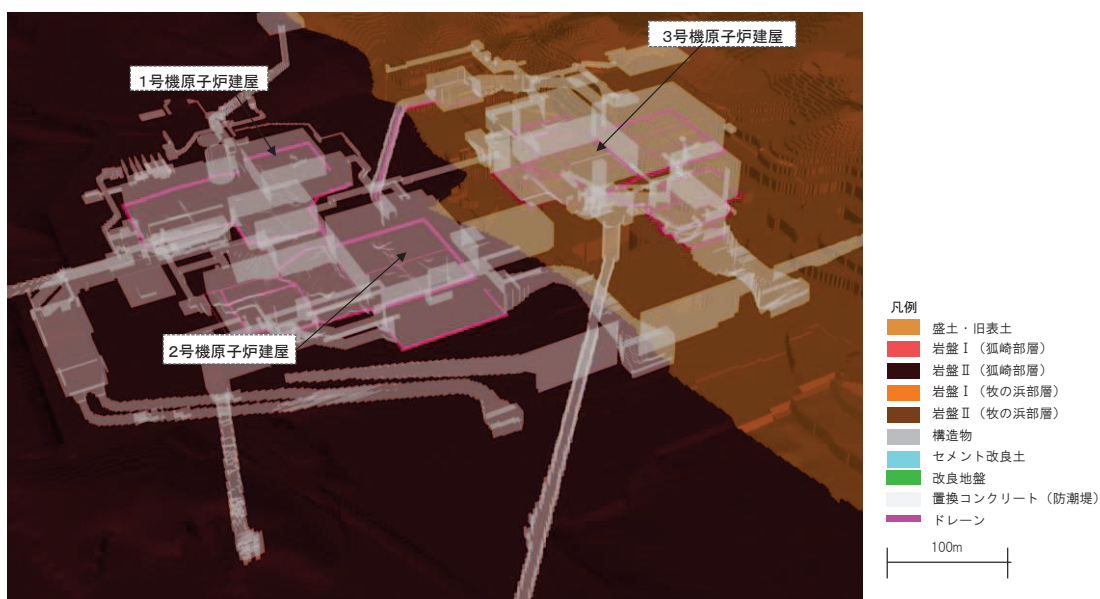 3号機原子炉建屋
1号機原子炉建屋
2号機原子炉建屋
凡例
盛土・旧表土
岩盤Ⅰ(狐崎部層)
岩盤Ⅱ(狐崎部層)
岩盤Ⅰ(牧の浜部層)
岩盤Ⅱ(牧の浜部層)
構造物
セメント改良土
改良地盤
置換コンクリート(防潮堤)
ドレーン
100m